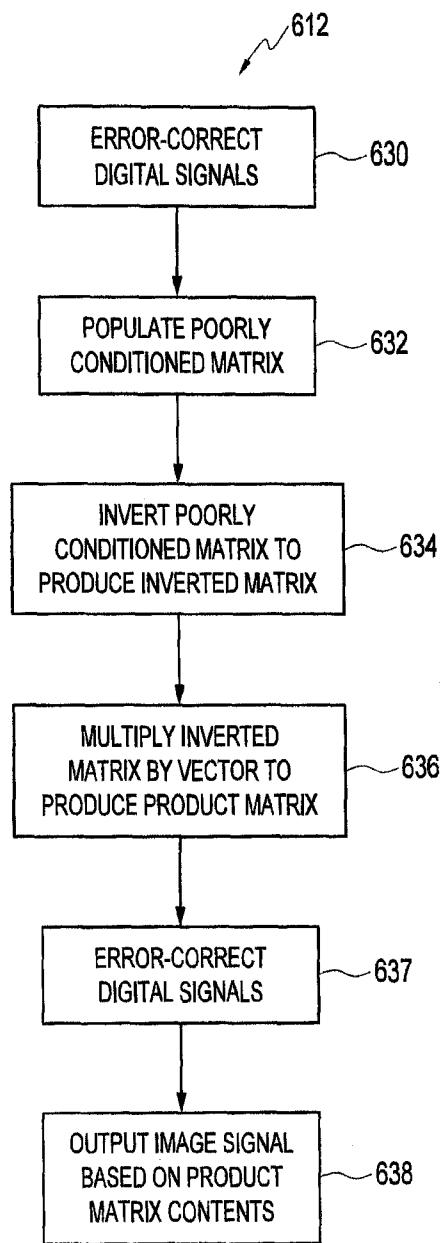 612
ERROR-CORRECT
DIGITAL SIGNALS
630
POPULATE POORLY
CONDITIONED MATRIX
632
INVERT POORLY
CONDITIONED MATRIX TO
PRODUCE INVERTED MATRIX
634
MULTIPLY INVERTED
MATRIX BY VECTOR TO
PRODUCE PRODUCT MATRIX
636
ERROR-CORRECT
DIGITAL SIGNALS
637
OUTPUT IMAGE SIGNAL
BASED ON PRODUCT
MATRIX CONTENTS
638